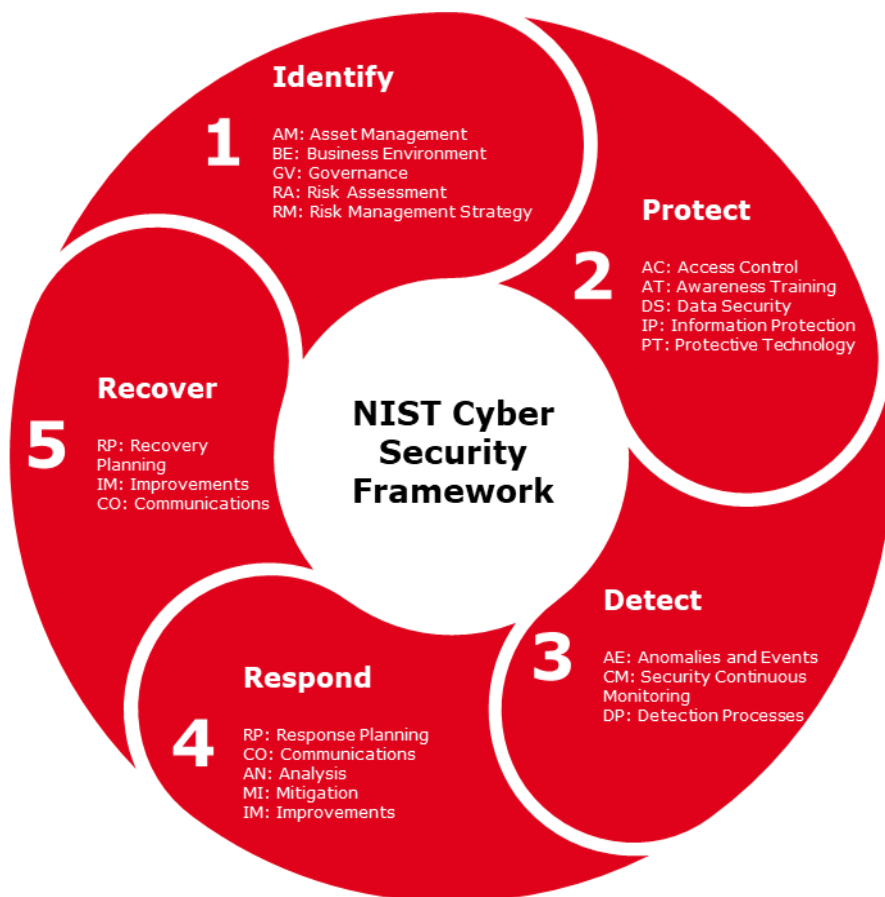 Identify
1
AM: Asset Management
BE: Business Environment
GV: Governance
RA: Risk Assessment
RM: Risk Management Strategy
Protect
2
AC: Access Control
AT: Awareness Training
DS: Data Security
IP: Information Protection
PT: Protective Technology
Detect
3
AE: Anomalies and Events
CM: Security Continuous
Monitoring
DP: Detection Processes
Respond
4
RP: Response Planning
CO: Communications
AN: Analysis
MI: Mitigation
IM: Improvements
Recover
5
RP: Recovery
Planning
IM: Improvements
CO: Communications
NIST Cyber
Security
Framework